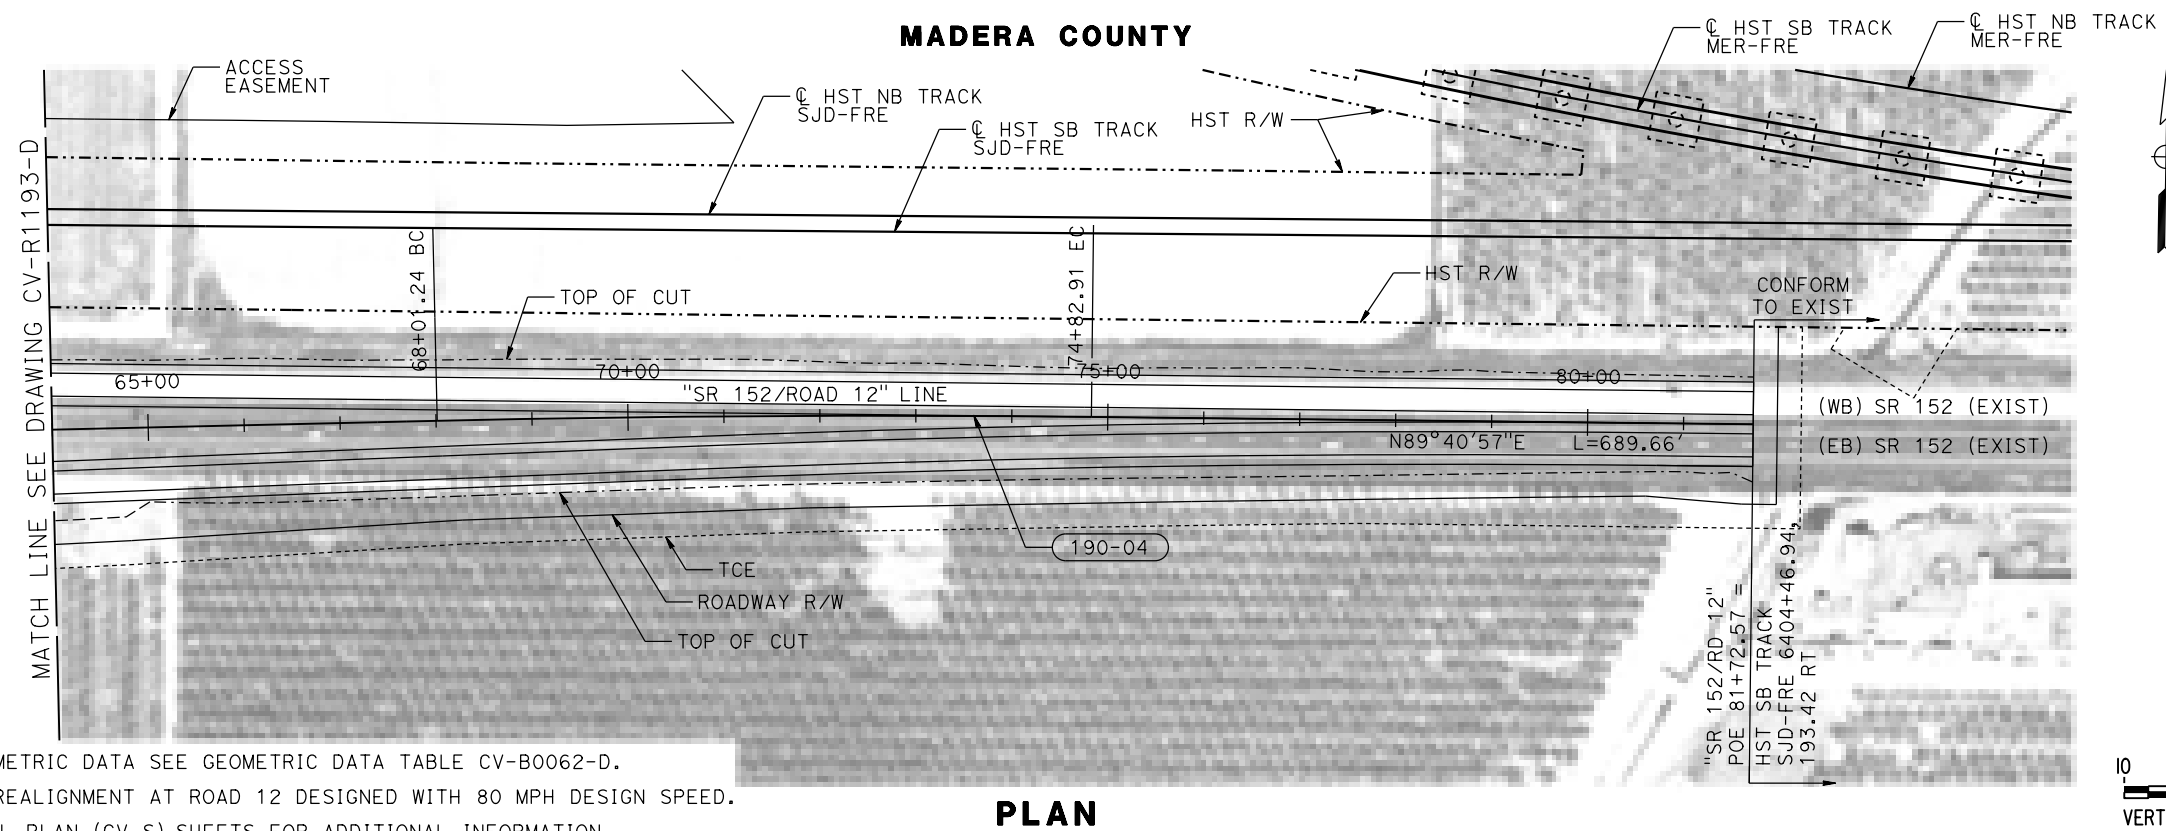 MADERA COUNTY
℄ HST SB TRACK
MER-FRE
℄ HST NB TRACK
MER-FRE
ACCESS
EASEMENT
℄ HST NB TRACK
SJD-FRE
℄ HST SB TRACK
SJD-FRE
HST R/W
MATCH LINE SEE DRAWING CV-R1193-D
68+01.24 BC
74+82.91 EC
HST R/W
CONFORM
TO EXIST
TOP OF CUT
65+00
70+00
75+00
80+00
"SR 152/ROAD 12" LINE
(WB) SR 152 (EXIST)
N89°40'57"E
L=689.66'
(EB) SR 152 (EXIST)
190-04
TCE
ROADWAY R/W
TOP OF CUT
"SR 152/RD 12"
POE 81+72.57 =
HST SB TRACK
SJD-FRE 6404+46.94,
193.42 RT
METRIC DATA SEE GEOMETRIC DATA TABLE CV-B0062-D.
REALIGNMENT AT ROAD 12 DESIGNED WITH 80 MPH DESIGN SPEED.
PLAN (CV-S) SHEETS FOR ADDITIONAL INFORMATION
PLAN
10
VERT